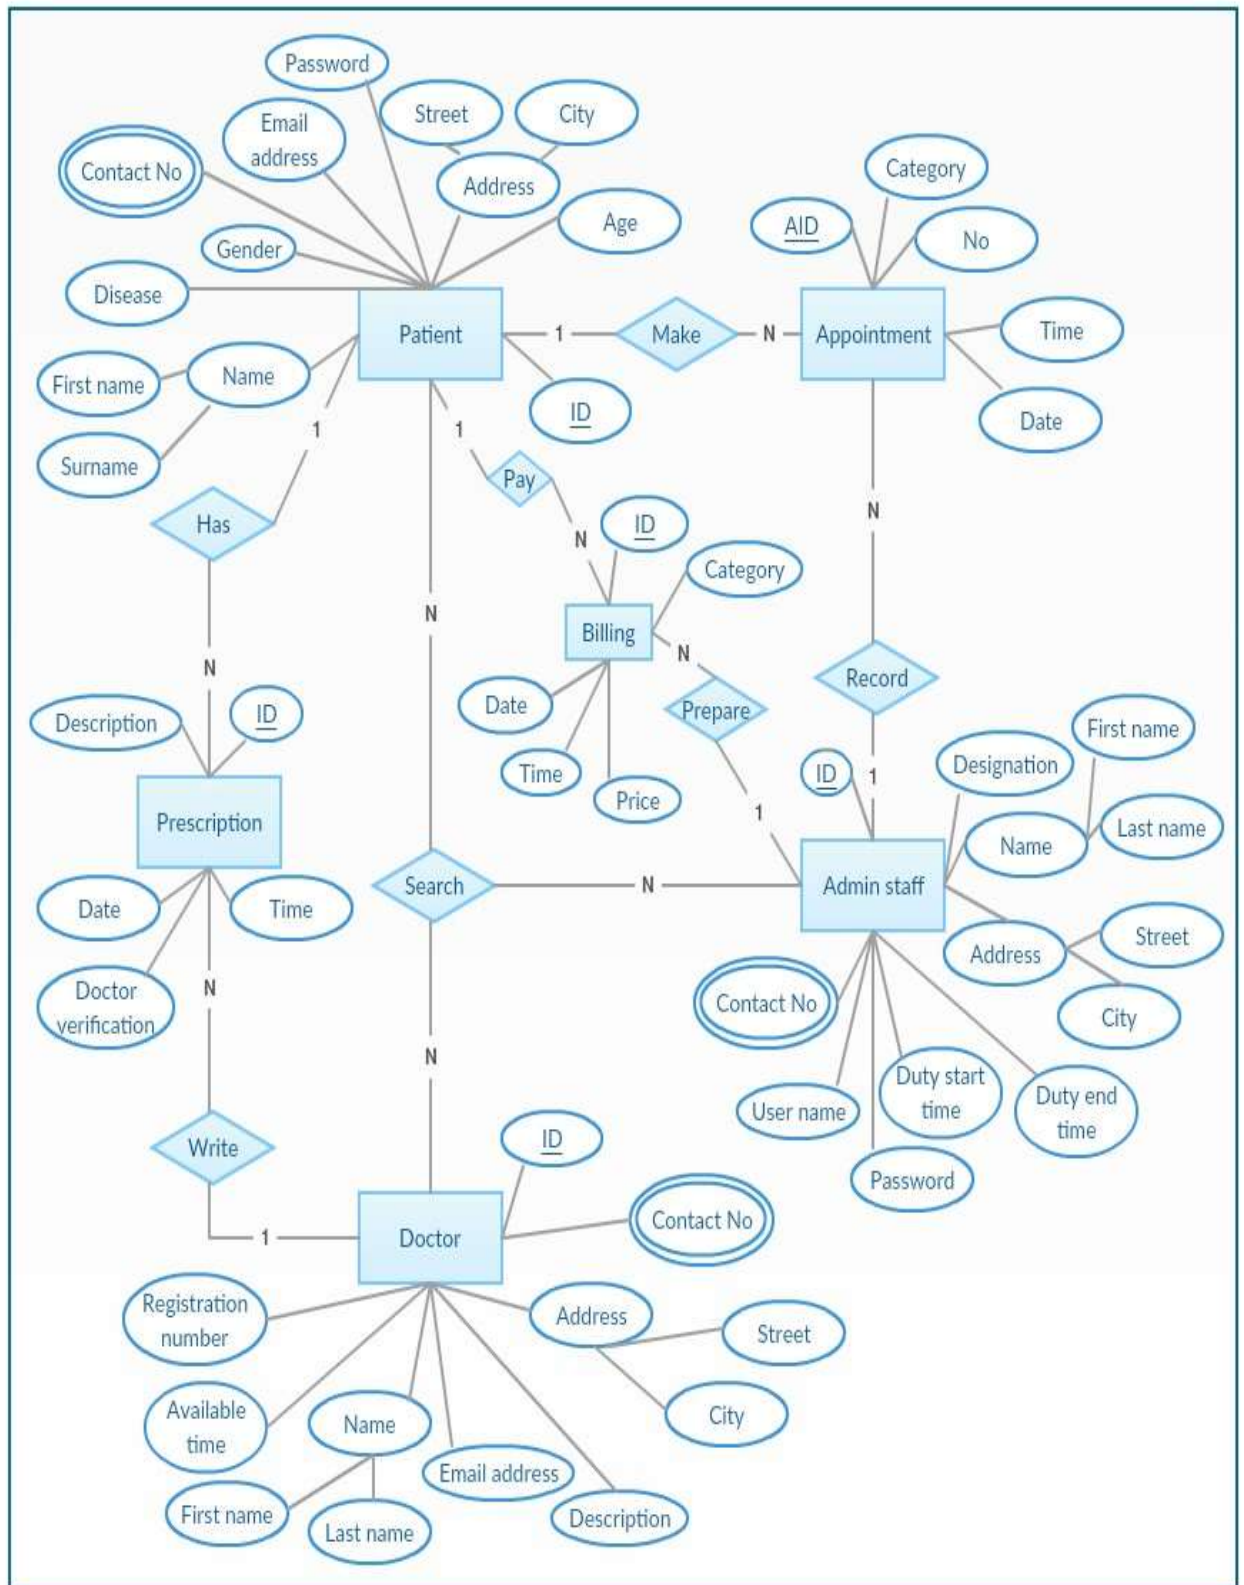 Password
Street
City
Email
address
Contact No
Category
Address
AID
Age
No
Gender
Disease
Patient
1
Make
N
Appointment
Time
First name
Name
ID
Date
1
1
Surname
Pay
Has
N
ID
N
Category
N
Billing
N
N
Description
ID
Date
Prepare
Record
First name
Time
Price
ID
1
Designation
Prescription
1
Name
Last name
Search
N
Admin staff
Date
Time
Address
Street
Doctor
verification
N
Contact No
City
N
User name
Duty start
time
Duty end
time
Write
ID
Password
1
Doctor
Contact No
Registration
number
Address
Street
Available
time
Name
City
Email address
First name
Last name
Description